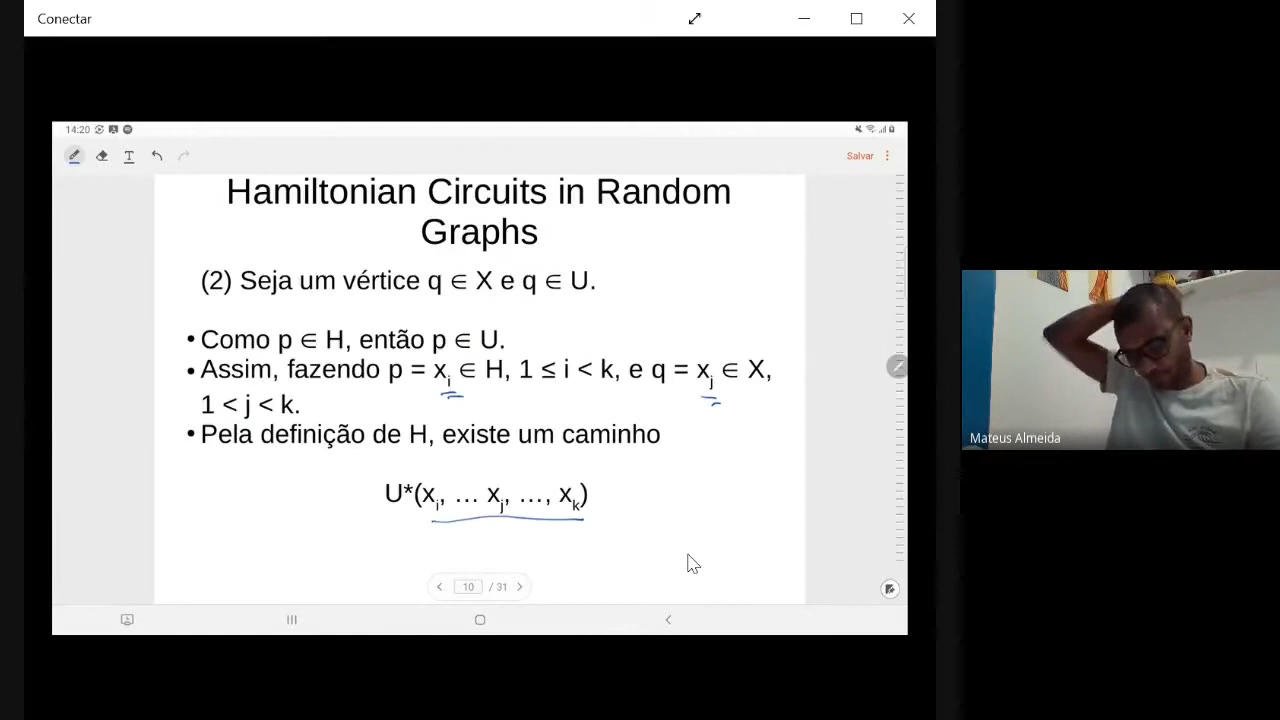 Conectar
14:20
Salvar
Hamiltonian Circuits in Random
Graphs
(2) Seja um vértice q ∈ X e q ∈ U.
• Como p ∈ H, então p ∈ U.
• Assim, fazendo p = xᵢ ∈ H, 1 ≤ i < k, e q = xⱼ ∈ X,
1 < j < k.
• Pela definição de H, existe um caminho
U*(xᵢ, … xⱼ, …, xₖ)
10 / 31
Mateus Almeida